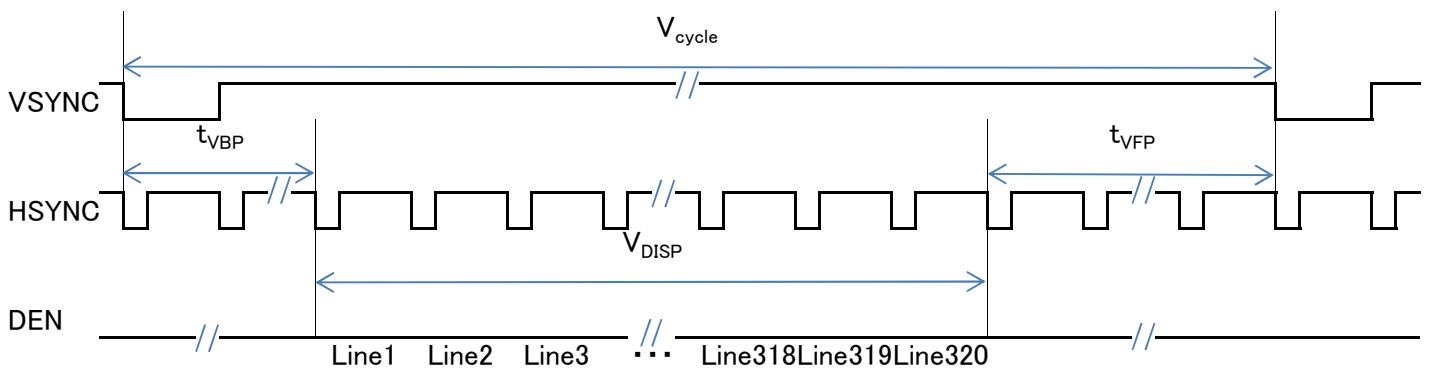 Vcycle
VSYNC
tVBP
tVFP
HSYNC
VDISP
DEN
Line1 Line2 Line3 ... Line318Line319Line320